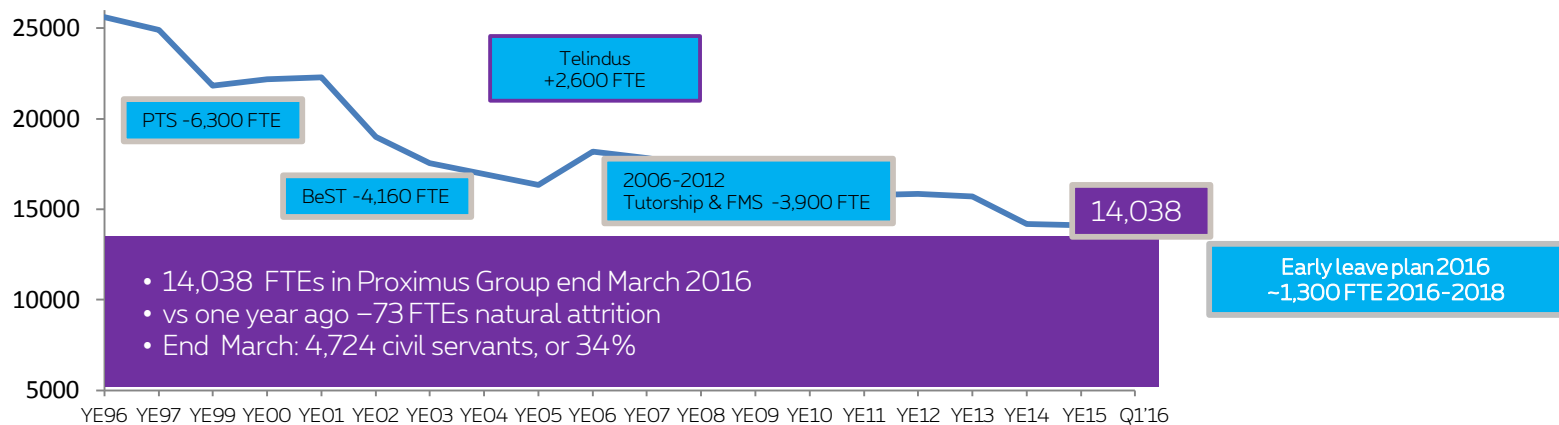 25000
20000
15000
10000
5000
Telindus
+2,600 FTE
PTS -6,300 FTE
BeST -4,160 FTE
2006-2012
Tutorship & FMS -3,900 FTE
14,038
Early leave plan 2016
~1,300 FTE 2016-2018
• 14,038 FTEs in Proximus Group end March 2016
• vs one year ago –73 FTEs natural attrition
• End March: 4,724 civil servants, or 34%
YE96 YE97 YE99 YE00 YE01 YE02 YE03 YE04 YE05 YE06 YE07 YE08 YE09 YE10 YE11 YE12 YE13 YE14 YE15 Q1'16